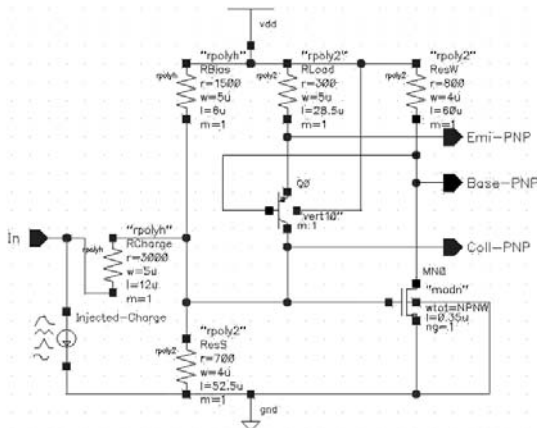 vdd
"rpolyh"
rpolyh
RBias
r=1500
w=5u
l=6u
m=1
"rpoly2"
rpoly2
RLoad
r=300
w=5u
l=28.5u
m=1
"rpoly2"
rpoly2
ResW
r=800
w=4u
l=60u
m=1
Emi-PNP
Q0
Base-PNP
"vert10"
m:1
In
"rpolyh"
rpolyh
RCharge
r=3000
w=5u
l=12u
m=1
Coll-PNP
MN0
"modn"
wtot=NPNW
l=0.35u
ng=1
Injected-Charge
"rpoly2"
rpoly2
ResS
r=700
w=4u
l=52.5u
m=1
gnd